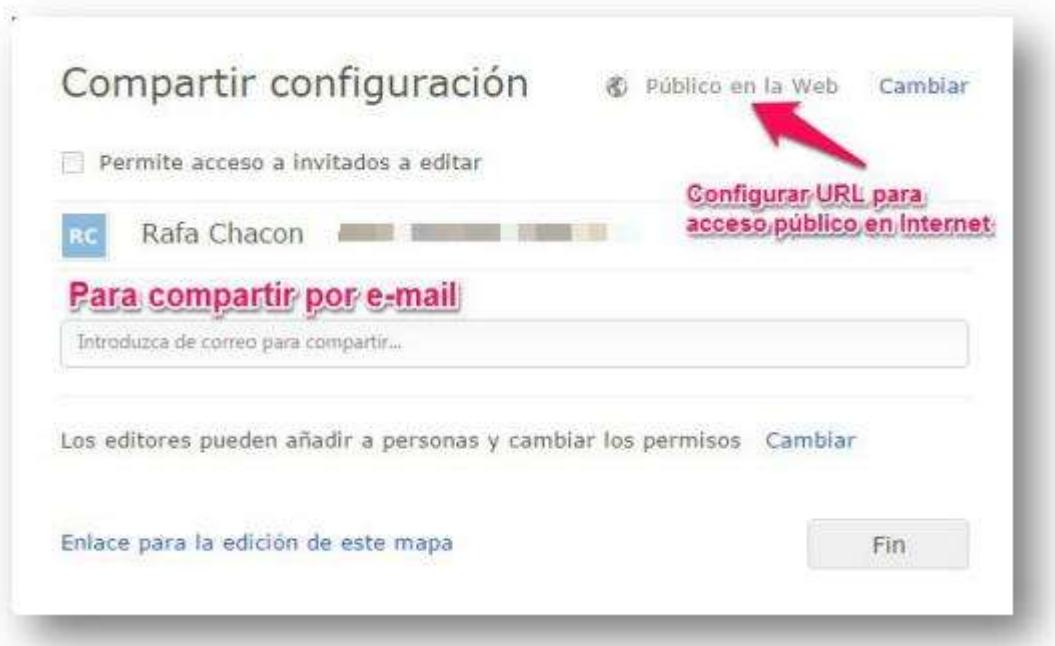 Compartir configuración
Público en la Web Cambiar
Permite acceso a invitados a editar
Configurar URL para
acceso público en Internet
RC Rafa Chacon
Para compartir por e-mail
Introduzca de correo para compartir...
Los editores pueden añadir a personas y cambiar los permisos Cambiar
Enlace para la edición de este mapa
Fin